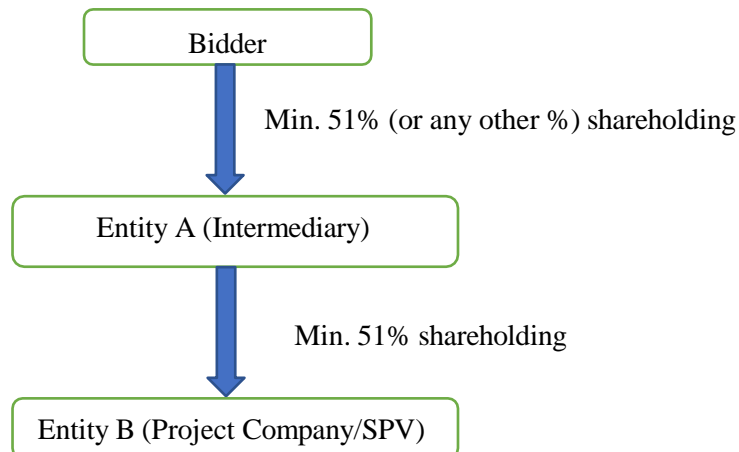 Bidder
Min. 51% (or any other %) shareholding
Entity A (Intermediary)
Min. 51% shareholding
Entity B (Project Company/SPV)